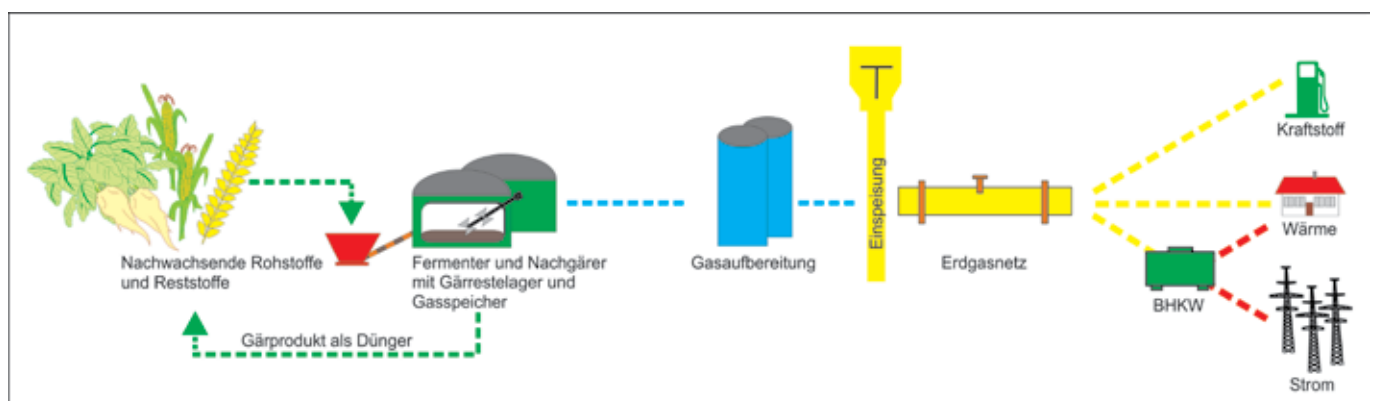 Nachwachsende Rohstoffe
und Reststoffe
Fermenter und Nachgärer
mit Gärrestelager und
Gasspeicher
Gärprodukt als Dünger
Gasaufbereitung
Einspeisung
Erdgasnetz
Kraftstoff
Wärme
BHKW
Strom